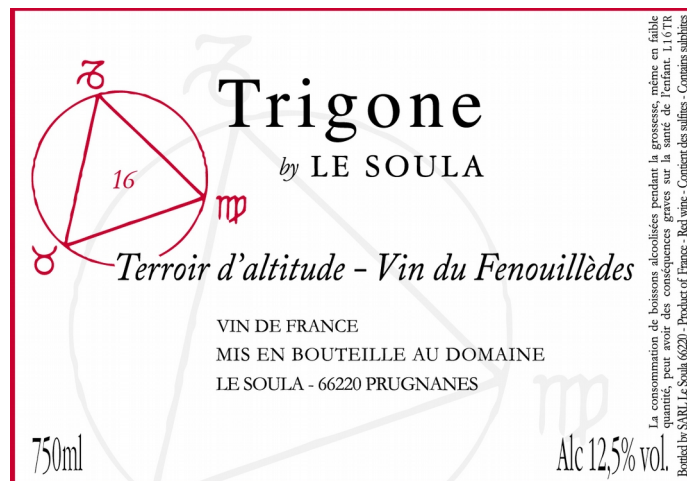 Trigone
by LE SOULA
16
Terroir d'altitude - Vin du Fenouillèdes
VIN DE FRANCE
MIS EN BOUTEILLE AU DOMAINE
LE SOULA - 66220 PRUGNANES
750ml
Alc 12,5% vol.
La consommation de boissons alcoolisées pendant la grossesse, même en faible
quantité, peut avoir des conséquences graves sur la santé de l'enfant. L16TR
Bottled by SARL Le Soula 66220 - Product of France - Red wine - Contient des sulfites - Contains sulphites